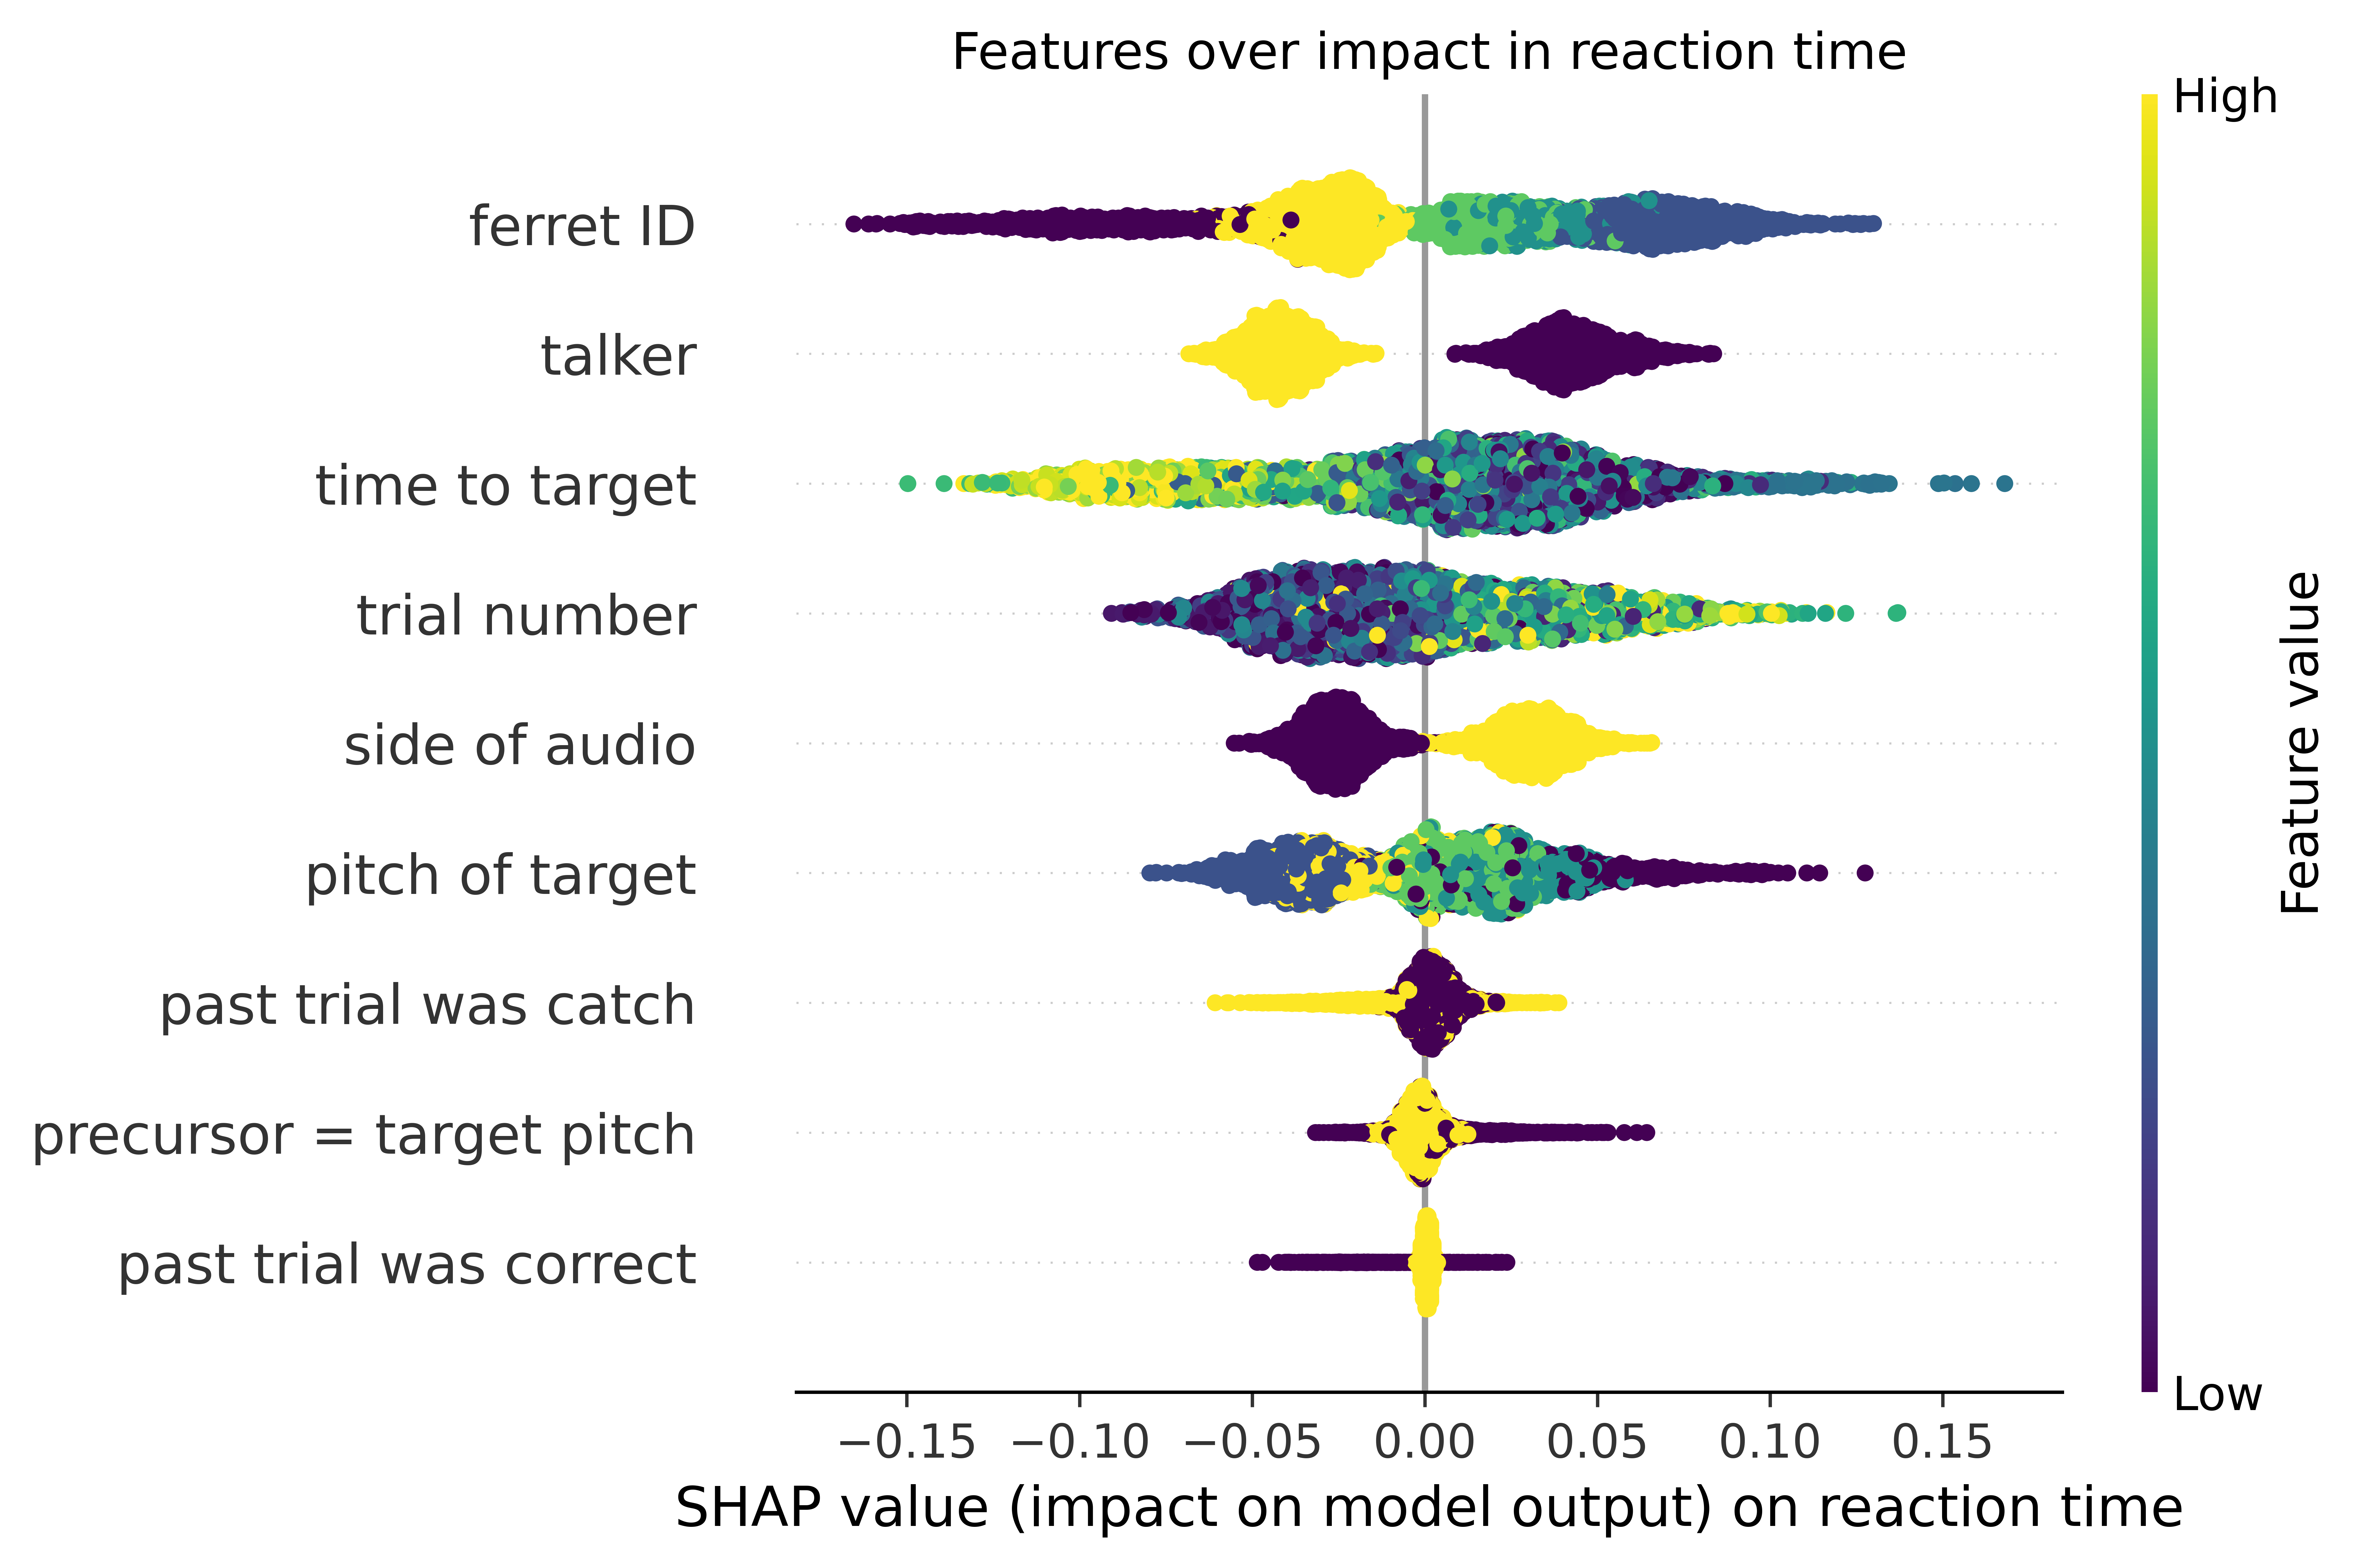 Features over impact in reaction time
High
ferret ID
talker
time to target
trial number
side of audio
pitch of target
past trial was catch
precursor = target pitch
past trial was correct
Feature value
Low
−0.15 −0.10 −0.05 0.00 0.05 0.10 0.15
SHAP value (impact on model output) on reaction time